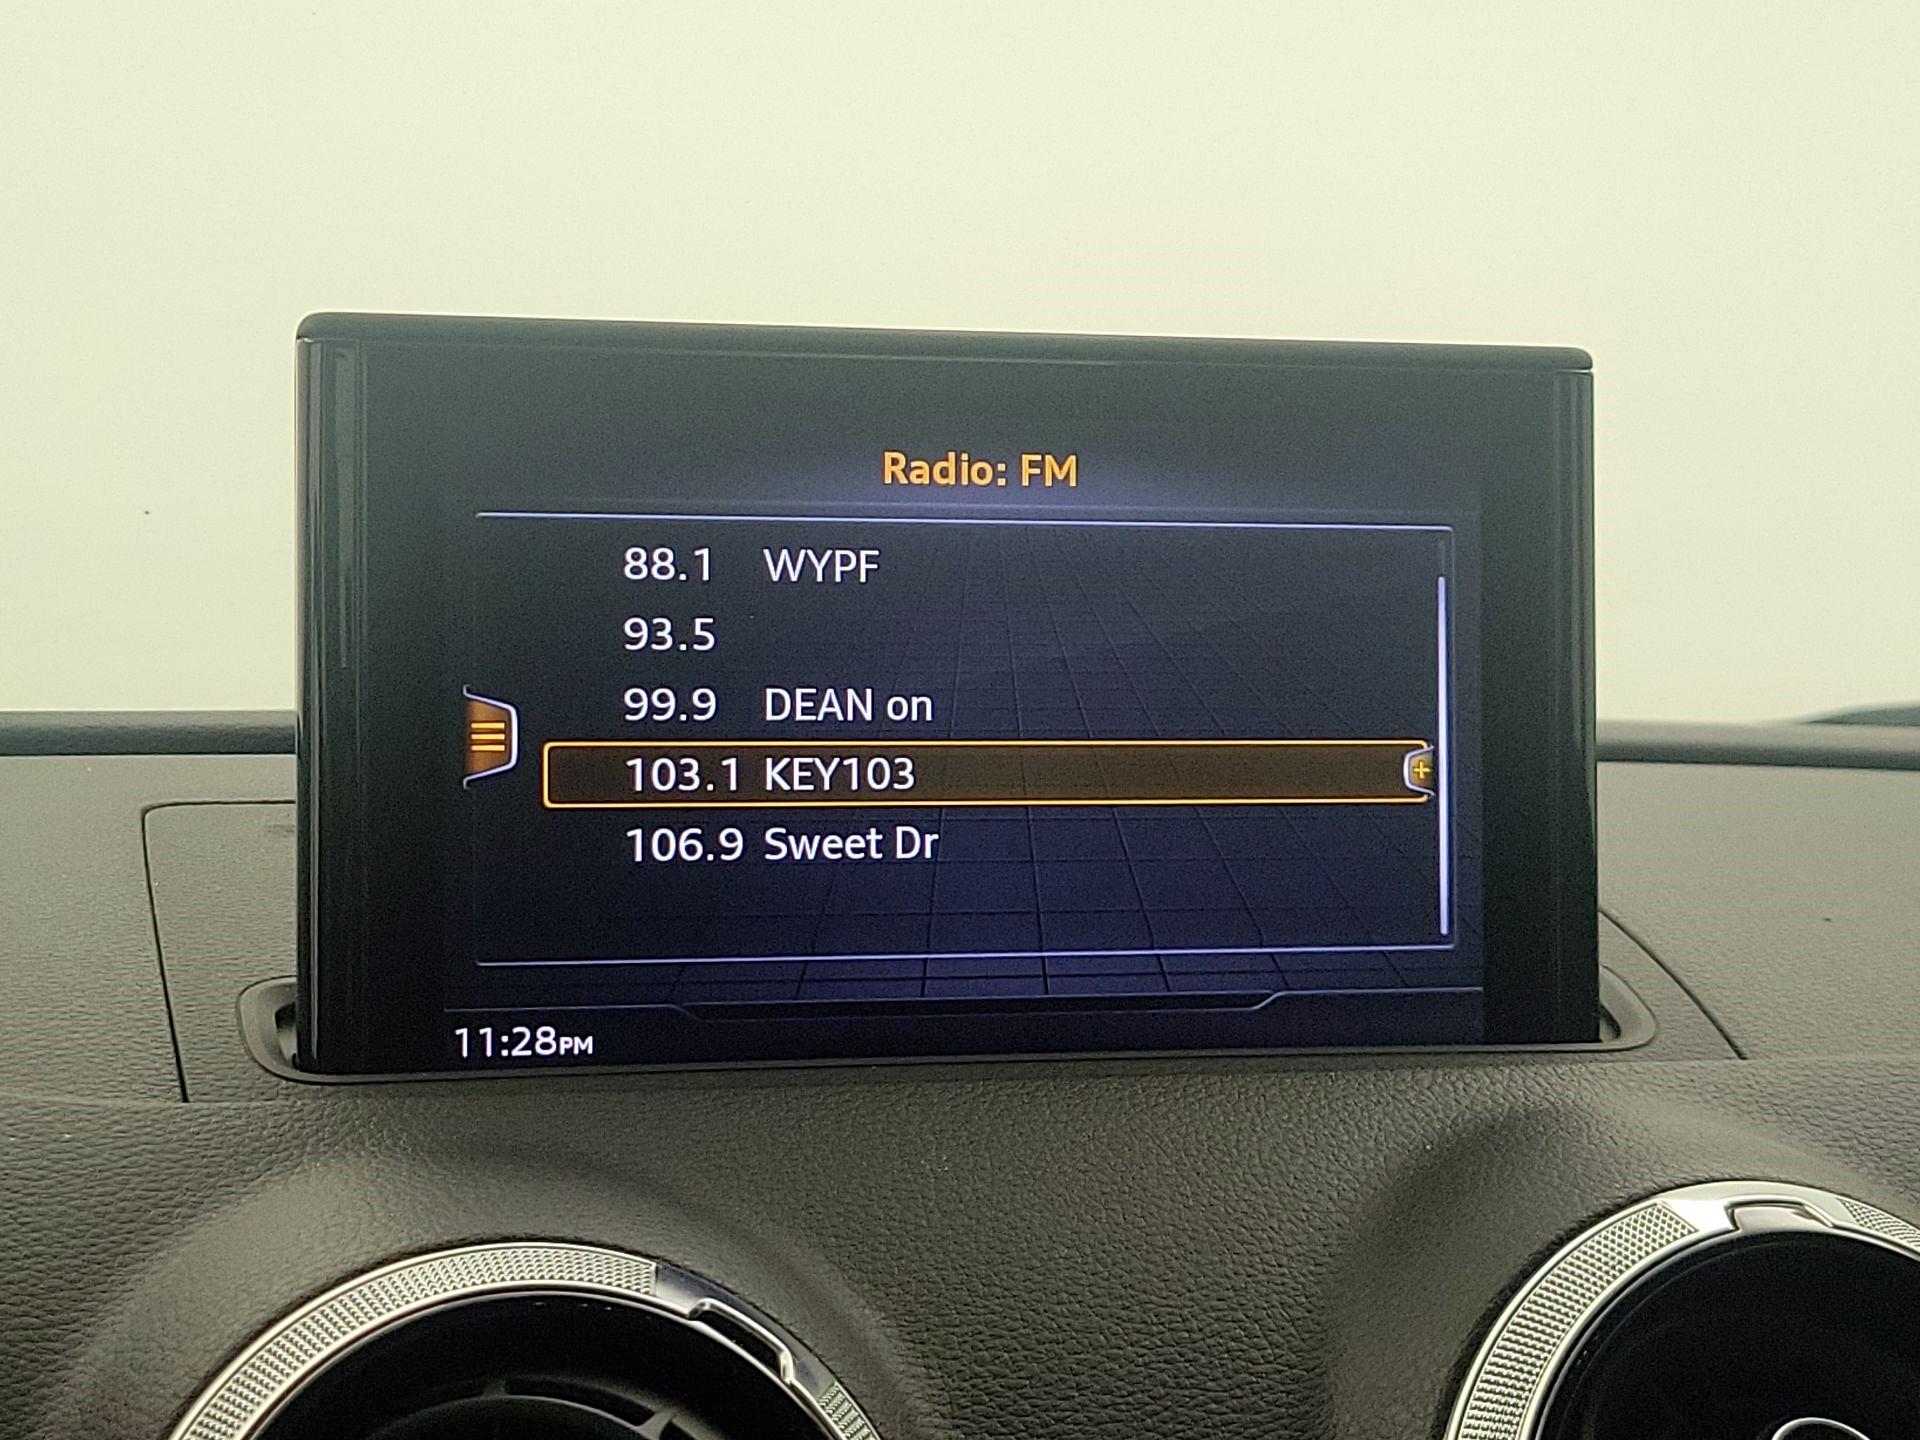 Radio: FM
88.1 WYPF
93.5
99.9 DEAN on
103.1 KEY103
106.9 Sweet Dr
11:28PM